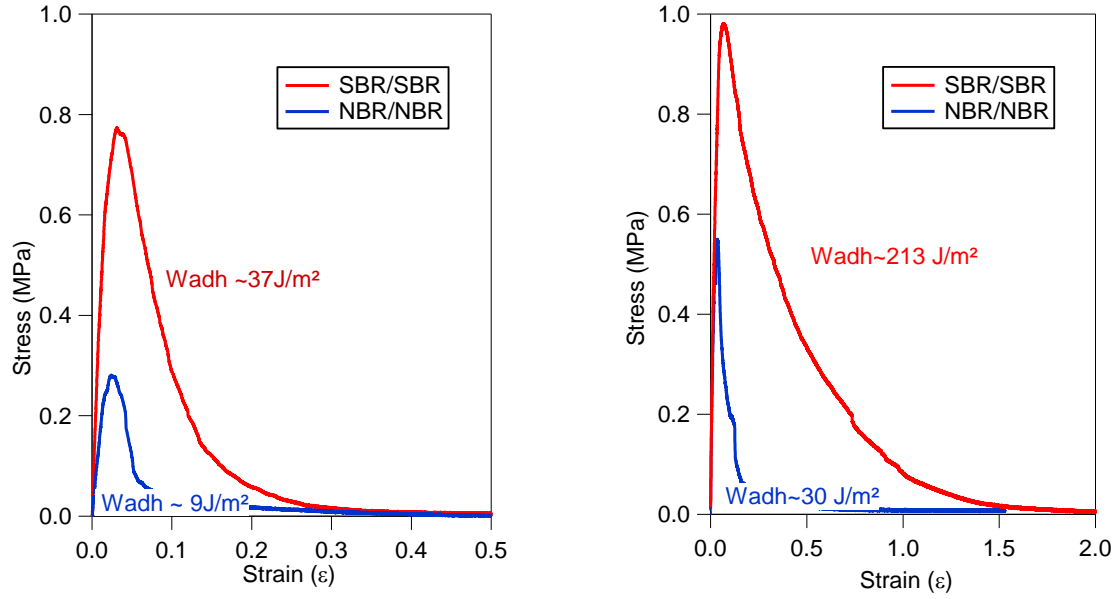 1.0
0.8
0.6
0.4
0.2
0.0
Stress (MPa)
SBR/SBR
NBR/NBR
Wadh ~37J/m²
Wadh ~ 9J/m²
0.0 0.1 0.2 0.3 0.4 0.5
Strain (ε)
1.0
0.8
0.6
0.4
0.2
0.0
Stress (MPa)
SBR/SBR
NBR/NBR
Wadh~213 J/m²
Wadh~30 J/m²
0.0 0.5 1.0 1.5 2.0
Strain (ε)